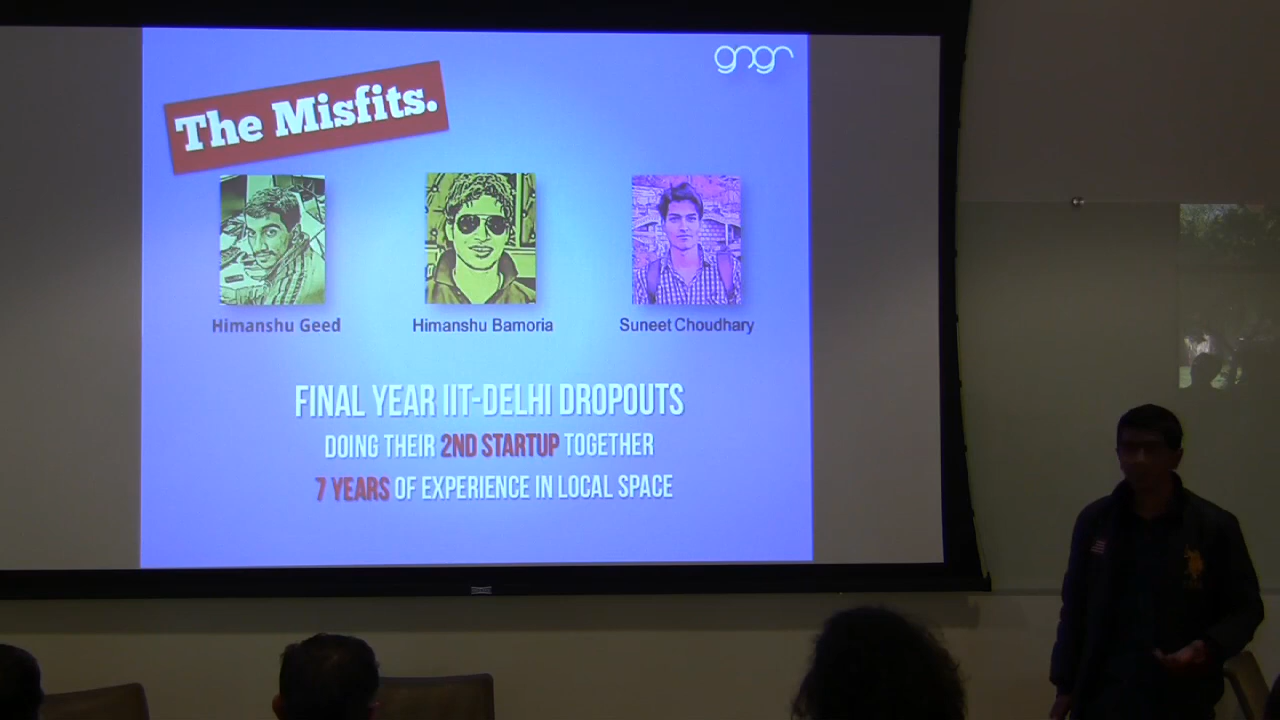 gngr
The Misfits.
Himanshu Geed
Himanshu Bamoria
Suneet Choudhary
FINAL YEAR IIT-DELHI DROPOUTS
DOING THEIR 2ND STARTUP TOGETHER
7 YEARS OF EXPERIENCE IN LOCAL SPACE